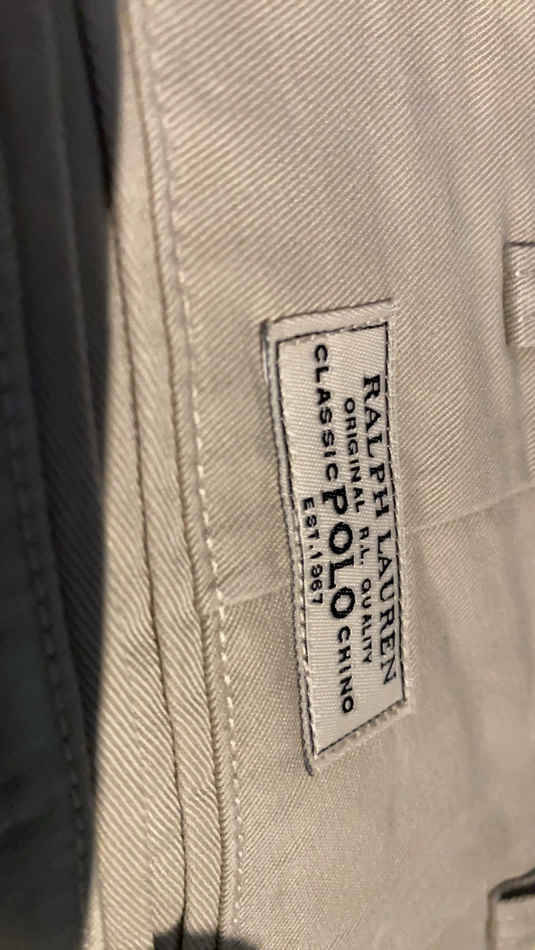 RALPH LAUREN
ORIGINAL R.L. QUALITY
CLASSIC POLO CHINO
EST. 1967